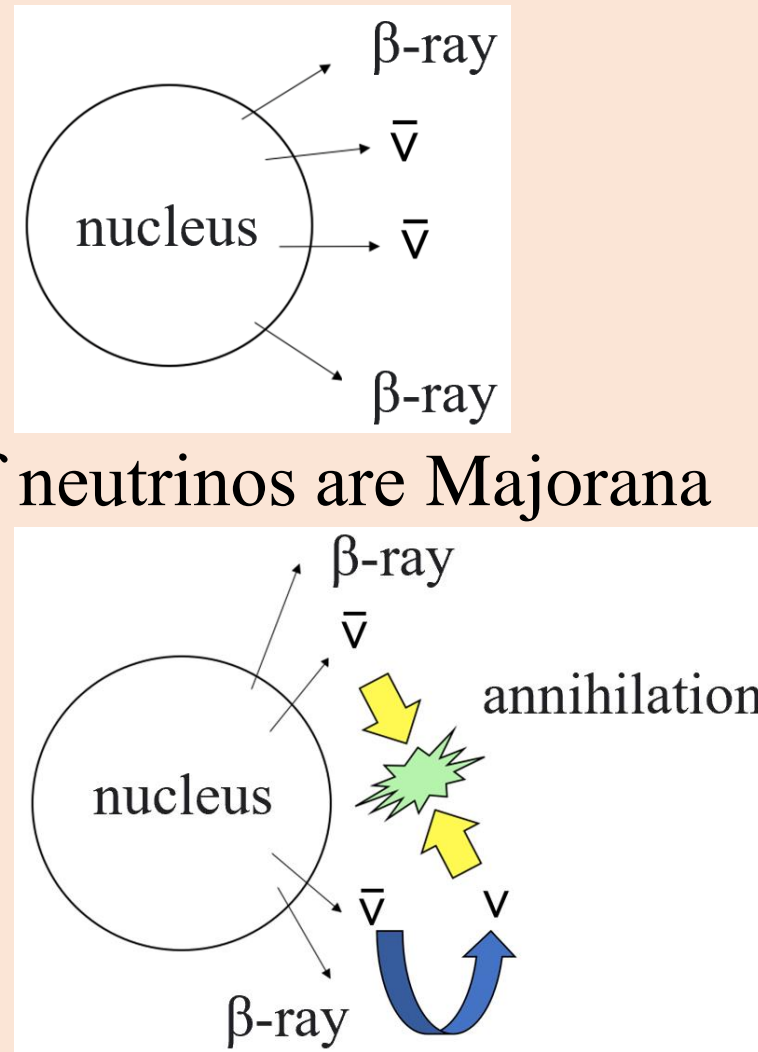 β-ray
ν̄
nucleus
ν̄
β-ray
neutrinos are Majorana
β-ray
ν̄
annihilation
nucleus
ν̄ ν
β-ray